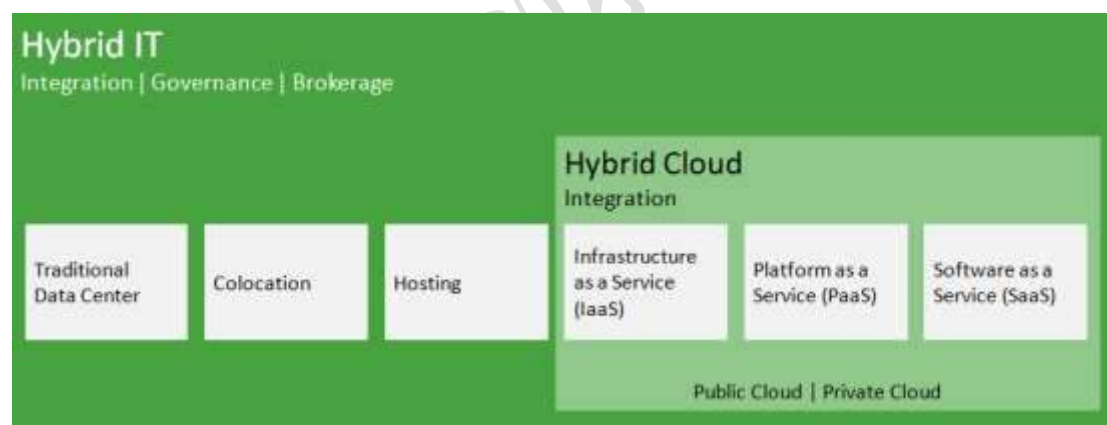 Hybrid IT
Integration | Governance | Brokerage
Hybrid Cloud
Integration
Traditional
Data Center
Colocation
Hosting
Infrastructure
as a Service
(IaaS)
Platform as a
Service (PaaS)
Software as a
Service (SaaS)
Public Cloud | Private Cloud